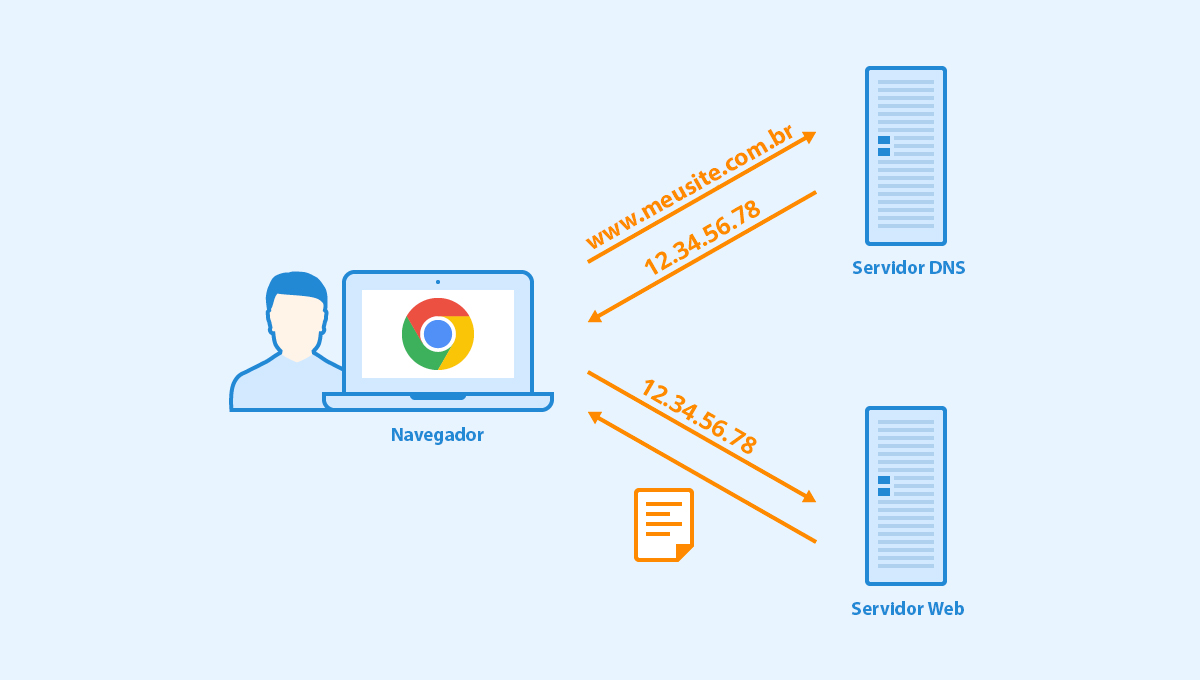 www.meusite.com.br
12.34.56.78
Servidor DNS
Navegador
12.34.56.78
Servidor Web